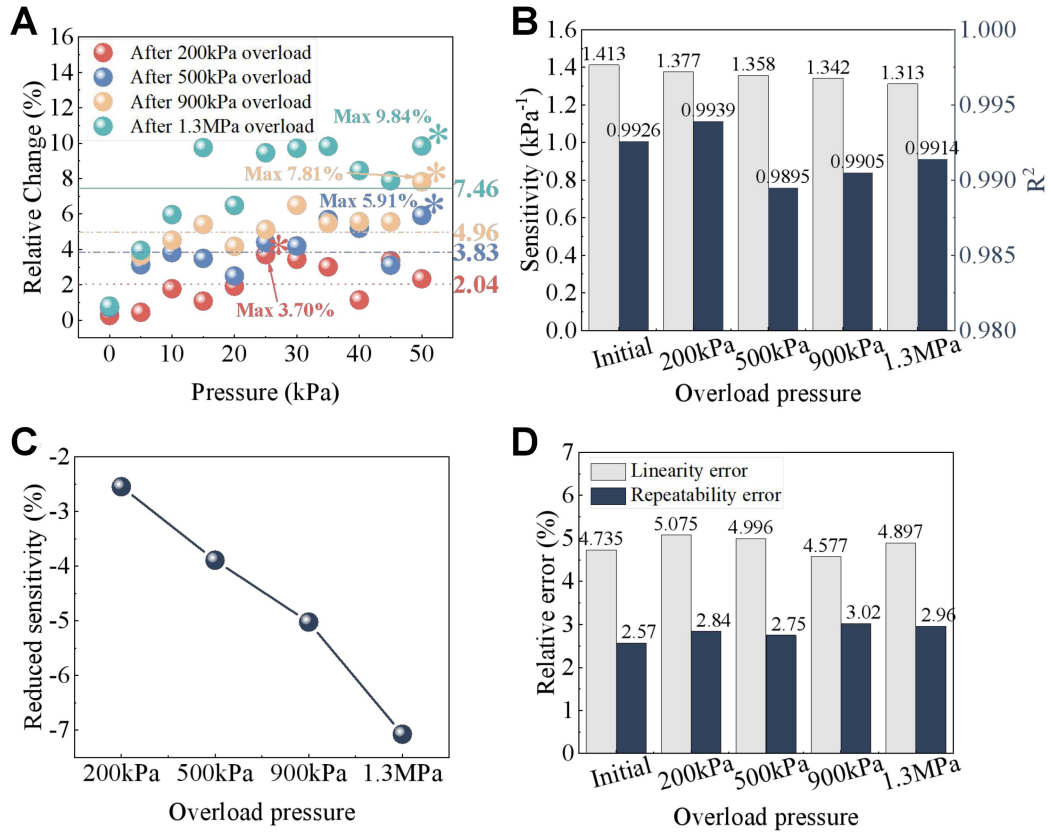 A
16
14
12
10
8
6
4
2
0
Relative Change (%)
After 200kPa overload
After 500kPa overload
After 900kPa overload
After 1.3MPa overload
Max 9.84%
*
Max 7.81%
*
Max 5.91%
*
*
Max 3.70%
7.46
4.96
3.83
2.04
0 10 20 30 40 50
Pressure (kPa)
B
1.6
1.4
1.2
1.0
0.8
0.6
0.4
0.2
0.0
Sensitivity (kPa⁻¹)
1.413 1.377 1.358 1.342 1.313
0.9926 0.9939 0.9895 0.9905 0.9914
1.000
0.995
0.990
0.985
0.980
R²
Initial 200kPa 500kPa 900kPa 1.3MPa
Overload pressure
C
-2
-3
-4
-5
-6
-7
Reduced sensitivity (%)
200kPa 500kPa 900kPa 1.3MPa
Overload pressure
D
7
6
5
4
3
2
1
0
Relative error (%)
Linearity error
Repeatability error
4.735 5.075 4.996 4.577 4.897
2.57 2.84 2.75 3.02 2.96
Initial 200kPa 500kPa 900kPa 1.3MPa
Overload pressure